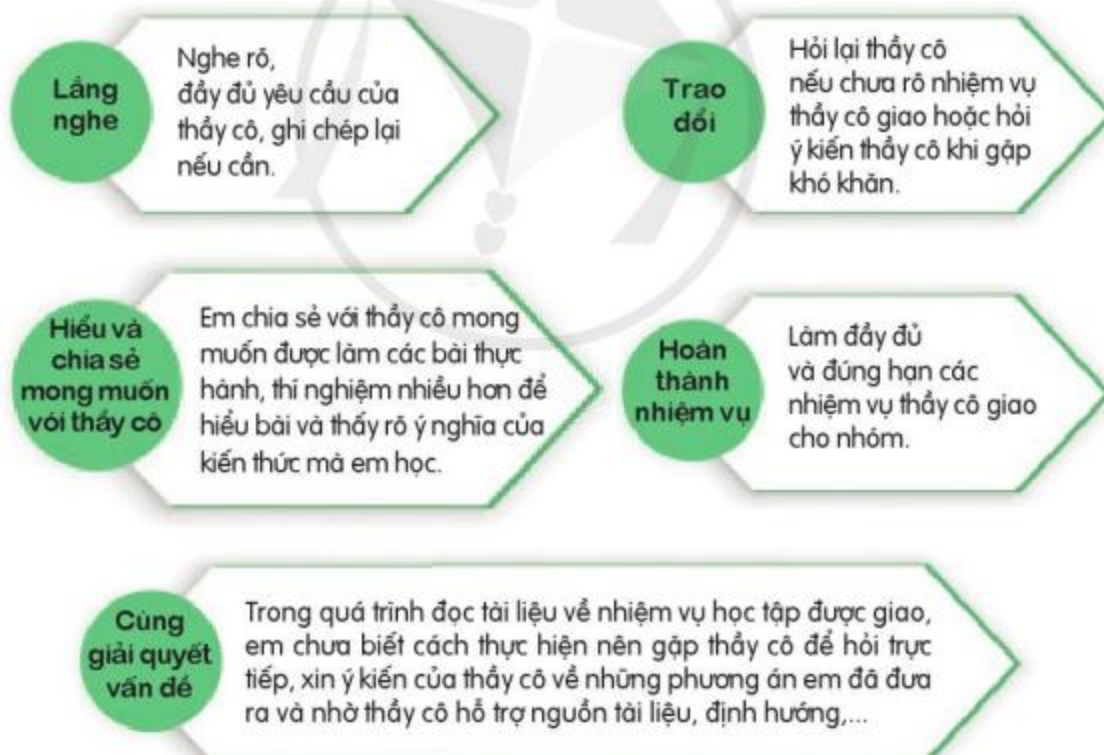 Lắng
nghe
Nghe rõ,
đầy đủ yêu cầu của
thầy cô, ghi chép lại
nếu cần.
Trao
đổi
Hỏi lại thầy cô
nếu chưa rõ nhiệm vụ
thầy cô giao hoặc hỏi
ý kiến thầy cô khi gặp
khó khăn.
Hiểu và
chia sẻ
mong muốn
với thầy cô
Em chia sẻ với thầy cô mong
muốn được làm các bài thực
hành, thí nghiệm nhiều hơn để
hiểu bài và thấy rõ ý nghĩa của
kiến thức mà em học.
Hoàn
thành
nhiệm vụ
Làm đầy đủ
và đúng hạn các
nhiệm vụ thầy cô giao
cho nhóm.
Cùng
giải quyết
vấn đề
Trong quá trình đọc tài liệu về nhiệm vụ học tập được giao,
em chưa biết cách thực hiện nên gặp thầy cô để hỏi trực
tiếp, xin ý kiến của thầy cô về những phương án em đã đưa
ra và nhờ thầy cô hỗ trợ nguồn tài liệu, định hướng,...